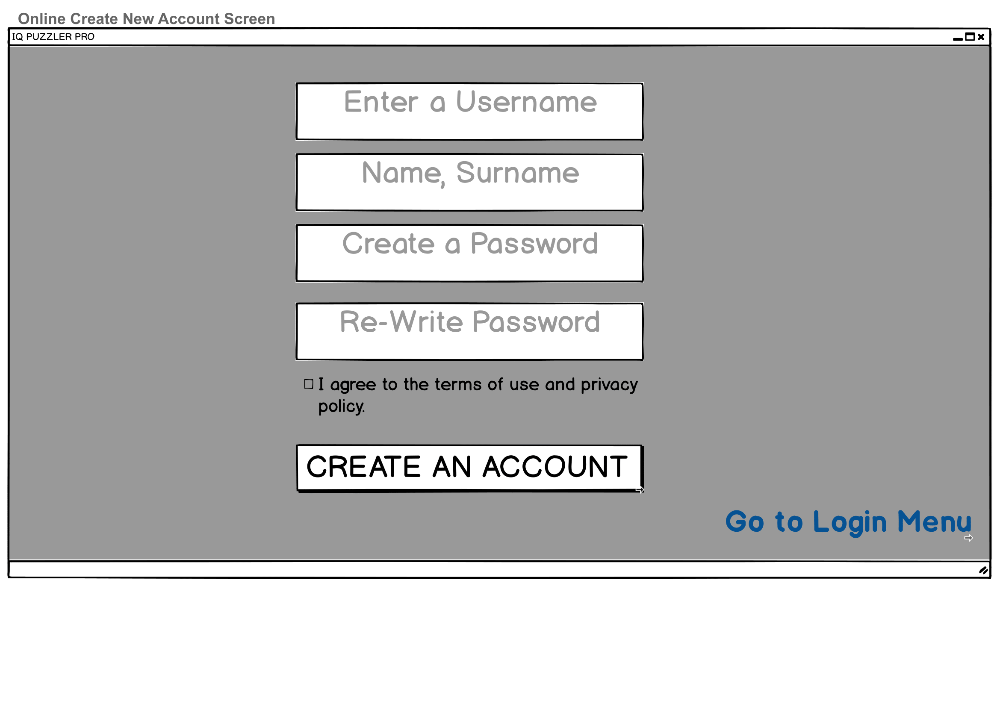 Online Create New Account Screen
IQ PUZZLER PRO
Enter a Username
Name, Surname
Create a Password
Re-Write Password
I agree to the terms of use and privacy
policy.
CREATE AN ACCOUNT
Go to Login Menu